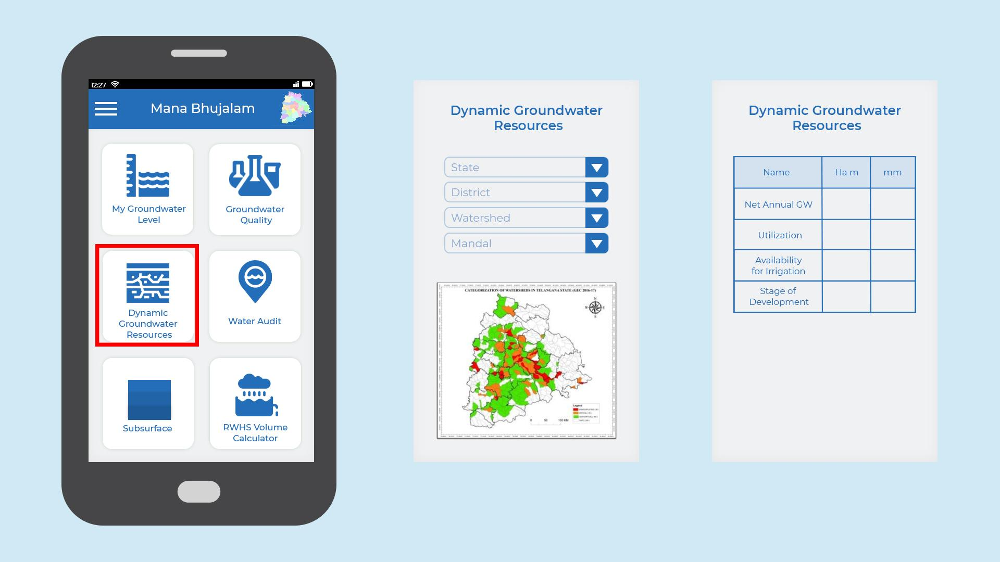 12:27
Mana Bhujalam
My Groundwater
Level
Groundwater
Quality
Dynamic
Groundwater
Resources
Water Audit
Subsurface
RWHS Volume
Calculator
Dynamic Groundwater
Resources
State
District
Watershed
Mandal
CATEGORIZATION OF WATERSHEDS IN TELANGANA STATE (GEC 2016-17)
N
W E
S
Legend
0 50 100 KM
Dynamic Groundwater
Resources
Name Ha m mm
Net Annual GW
Utilization
Availability
for Irrigation
Stage of
Development